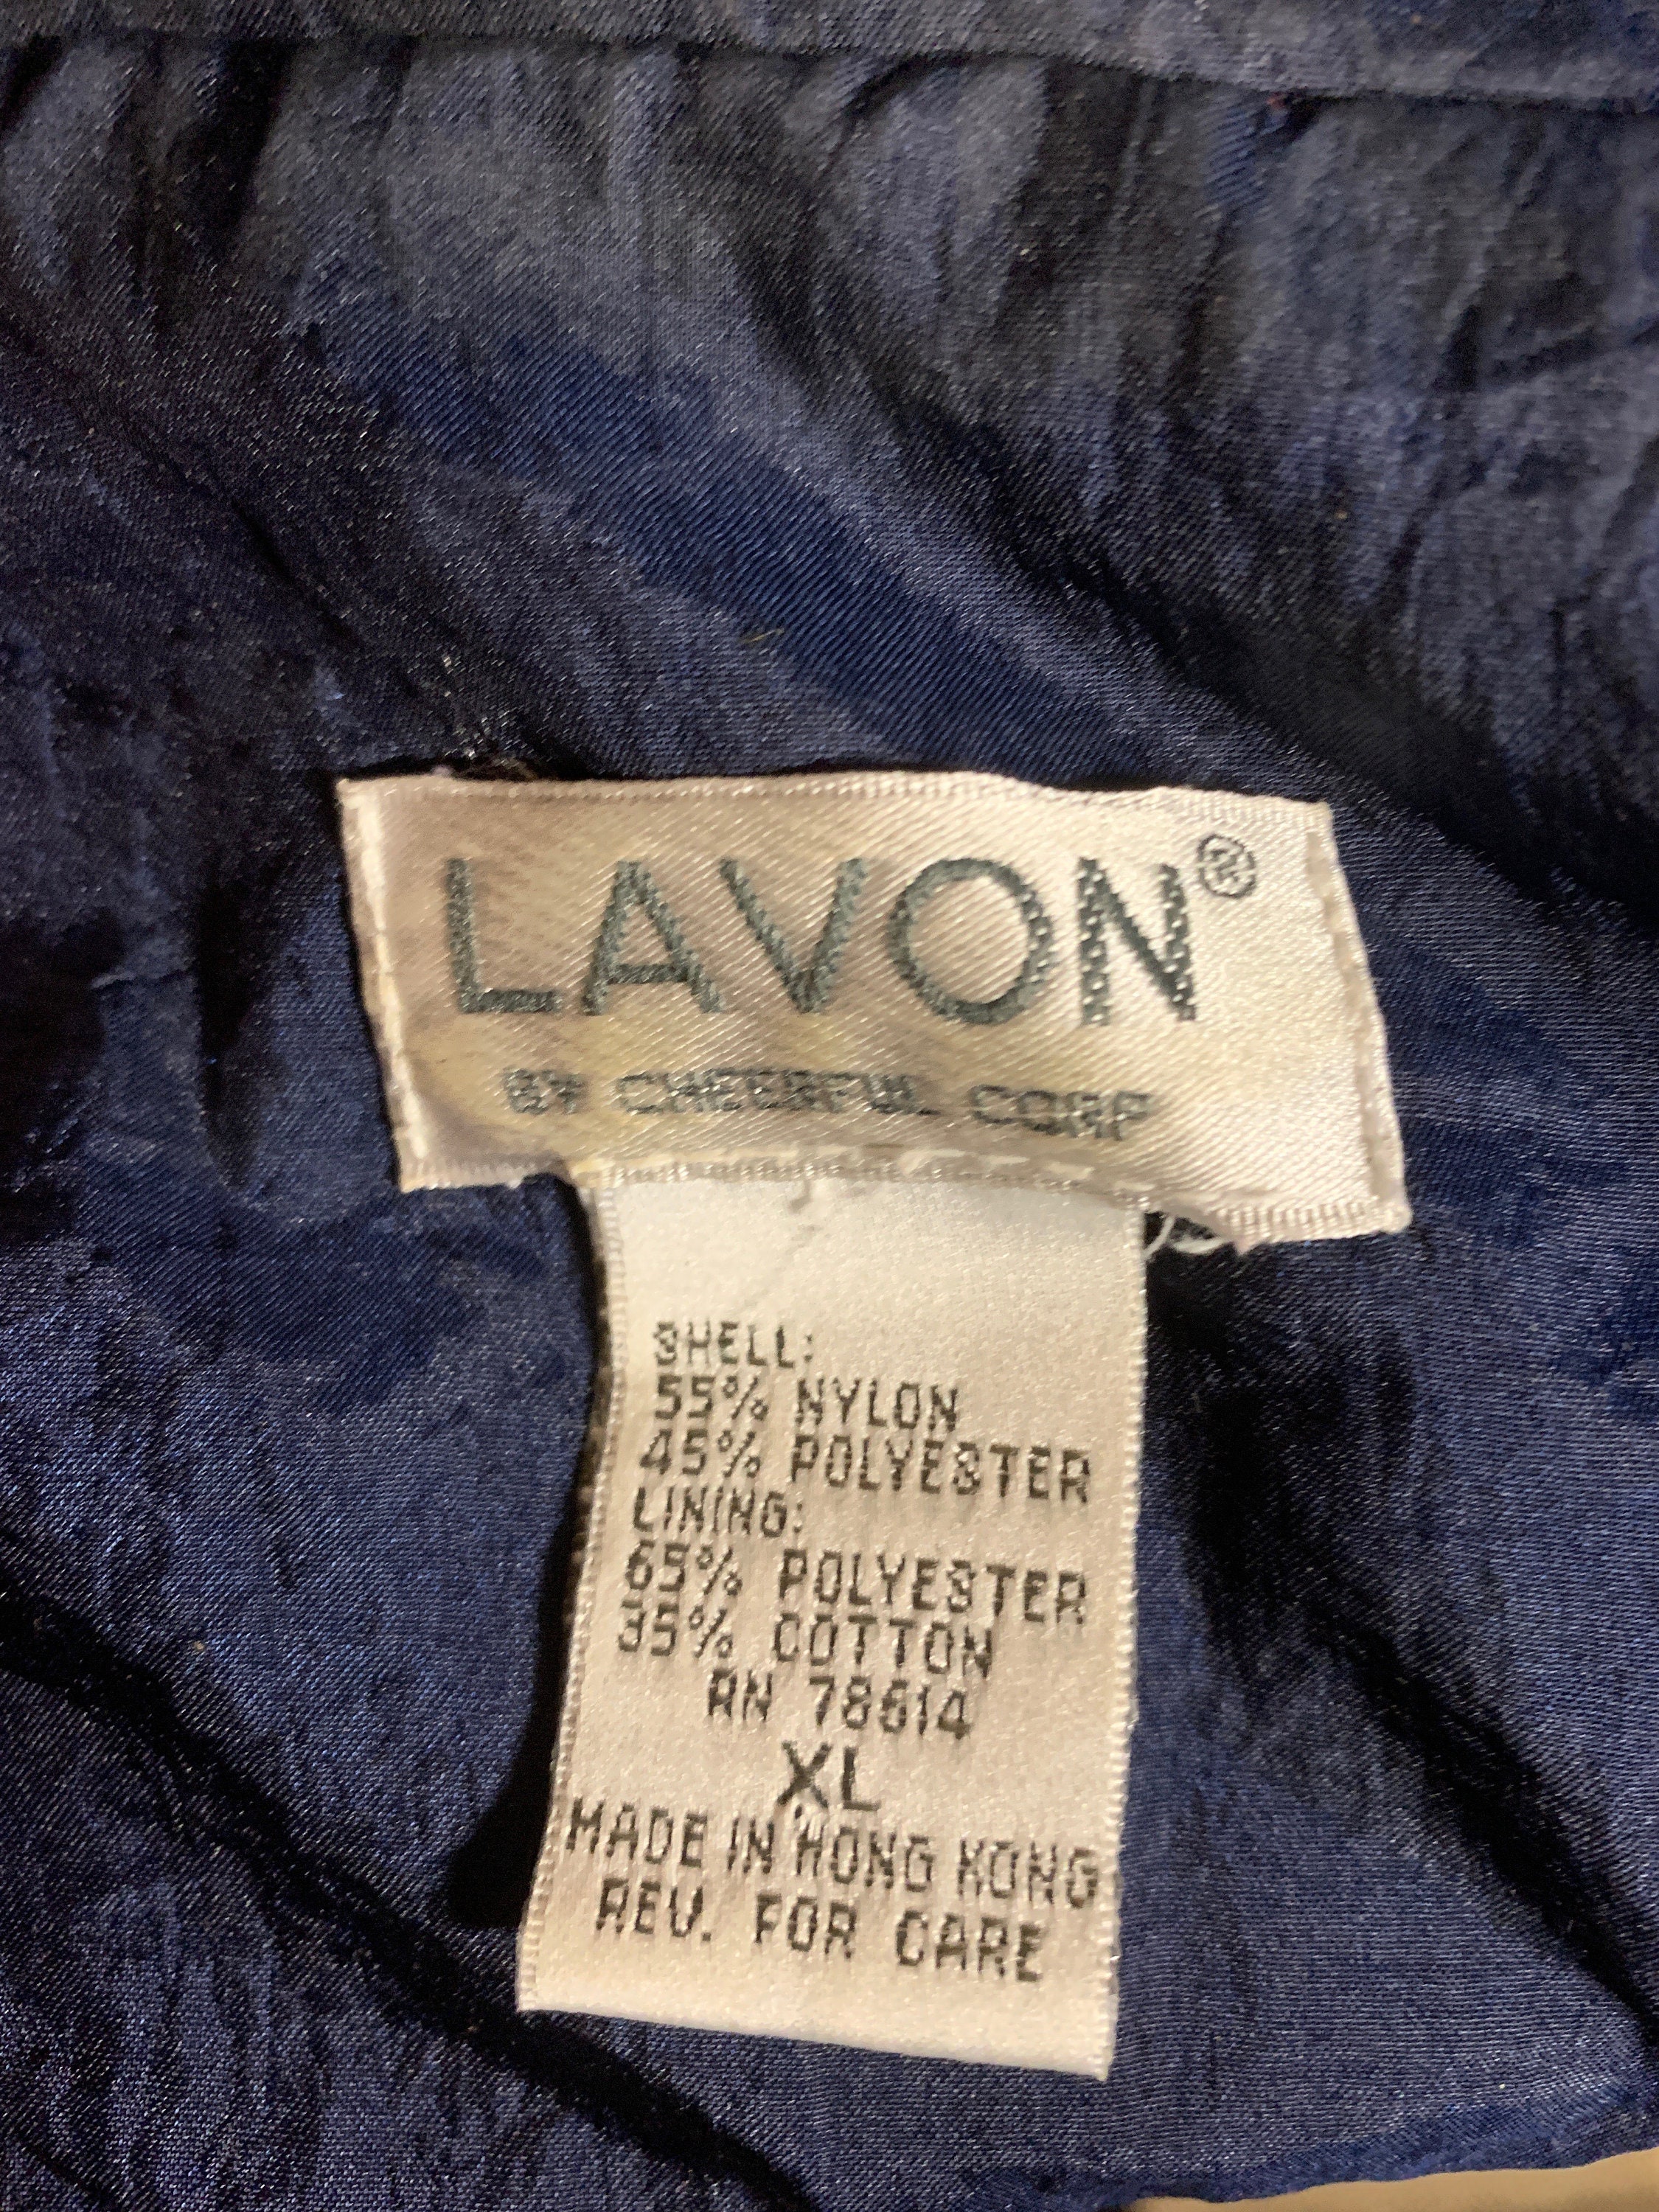 LAVON®
BY CHEERFUL CORP
SHELL:
55% NYLON
45% POLYESTER
LINING:
65% POLYESTER
35% COTTON
RN 78614
XL
MADE IN HONG KONG
REV. FOR CARE